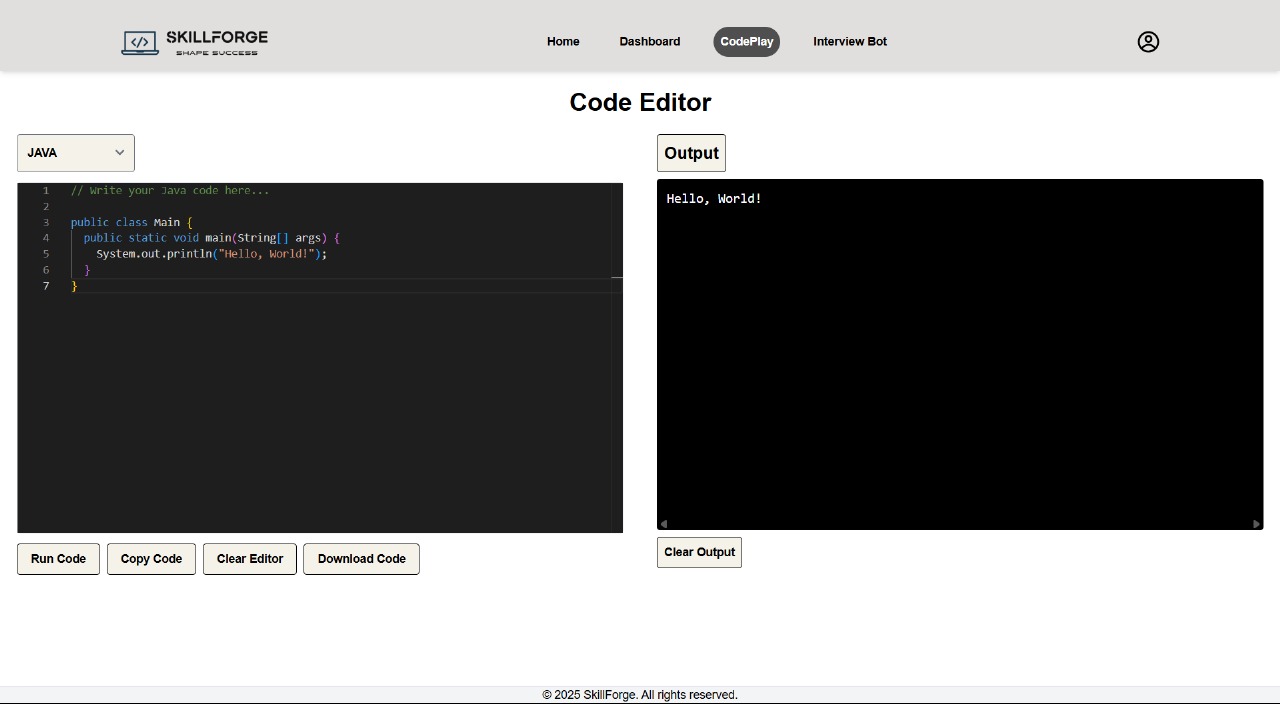 </> SKILLFORGE
SHAPE SUCCESS
Home Dashboard CodePlay Interview Bot
Code Editor
JAVA
1 // Write your Java code here...
2
3 public class Main {
4 public static void main(String[] args) {
5 System.out.println("Hello, World!");
6 }
7 }
Run Code Copy Code Clear Editor Download Code
Output
Hello, World!
Clear Output
© 2025 SkillForge. All rights reserved.